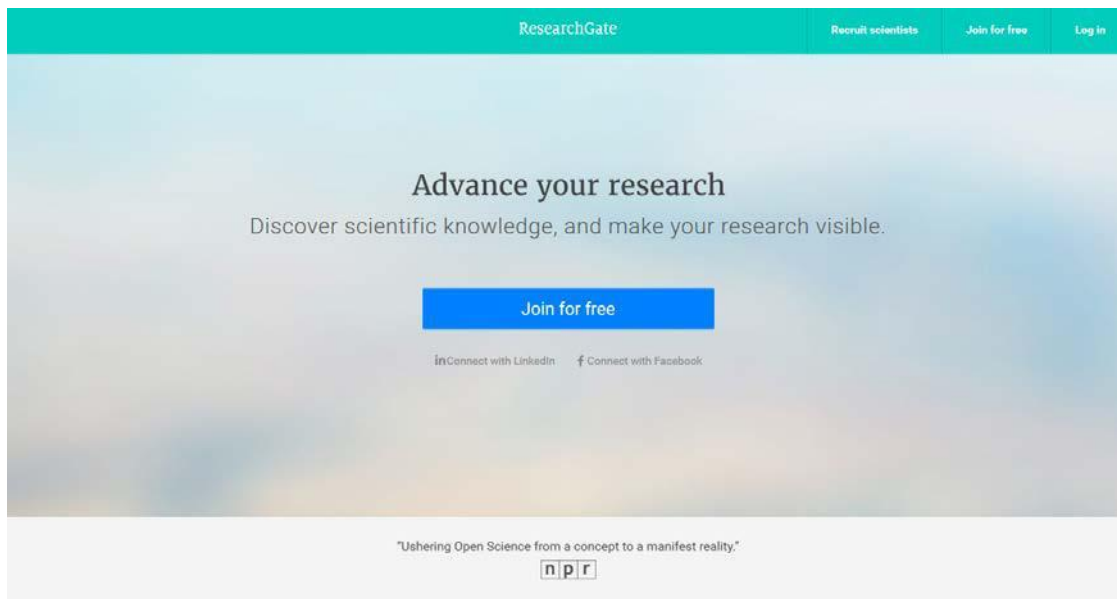 ResearchGate
Recruit scientists
Join for free
Log in
Advance your research
Discover scientific knowledge, and make your research visible.
Join for free
in Connect with LinkedIn
f Connect with Facebook
"Ushering Open Science from a concept to a manifest reality."
npr